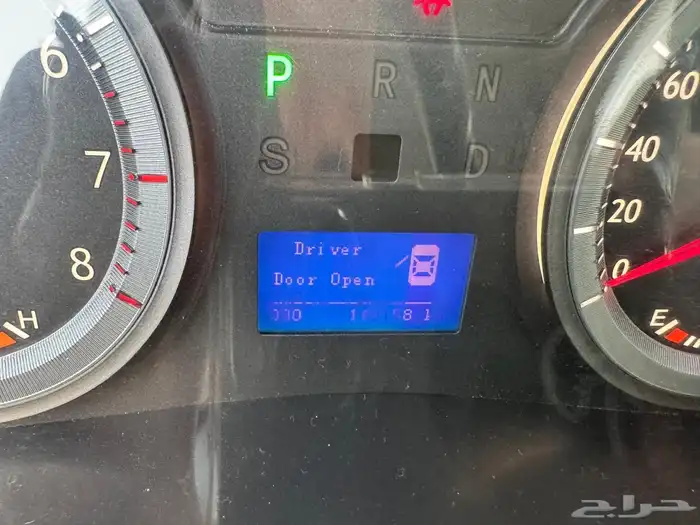 6
7
8
H
P R N
S D
60
40
20
0
E
Driver
Door Open
حراج